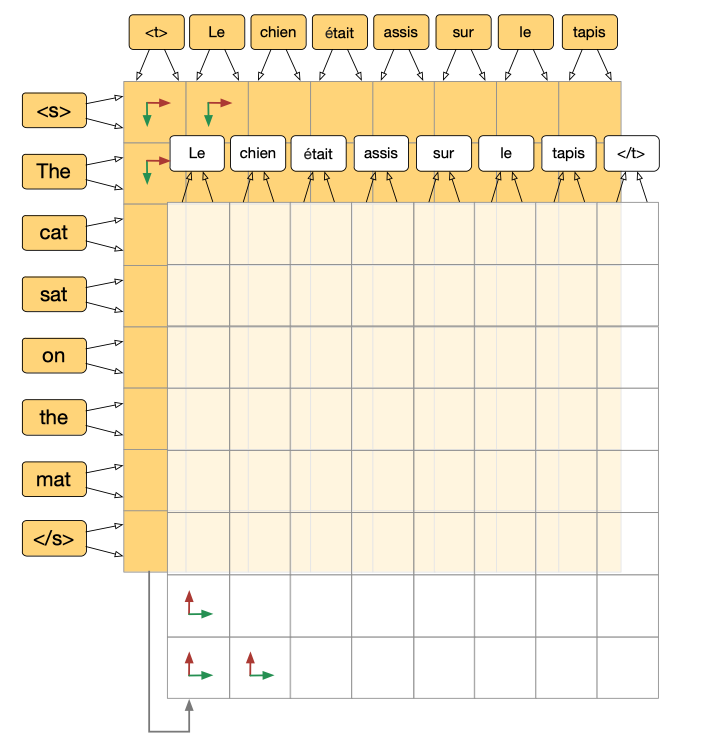 <t> Le chien était assis sur le tapis
<s>
The
Le chien était assis sur le tapis </t>
cat
sat
on
the
mat
</s>